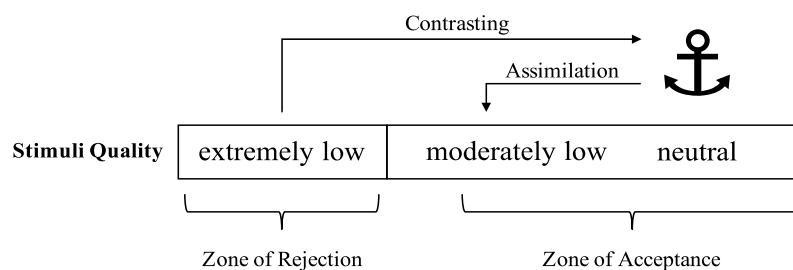 Contrasting
Assimilation
Stimuli Quality extremely low moderately low neutral
Zone of Rejection Zone of Acceptance